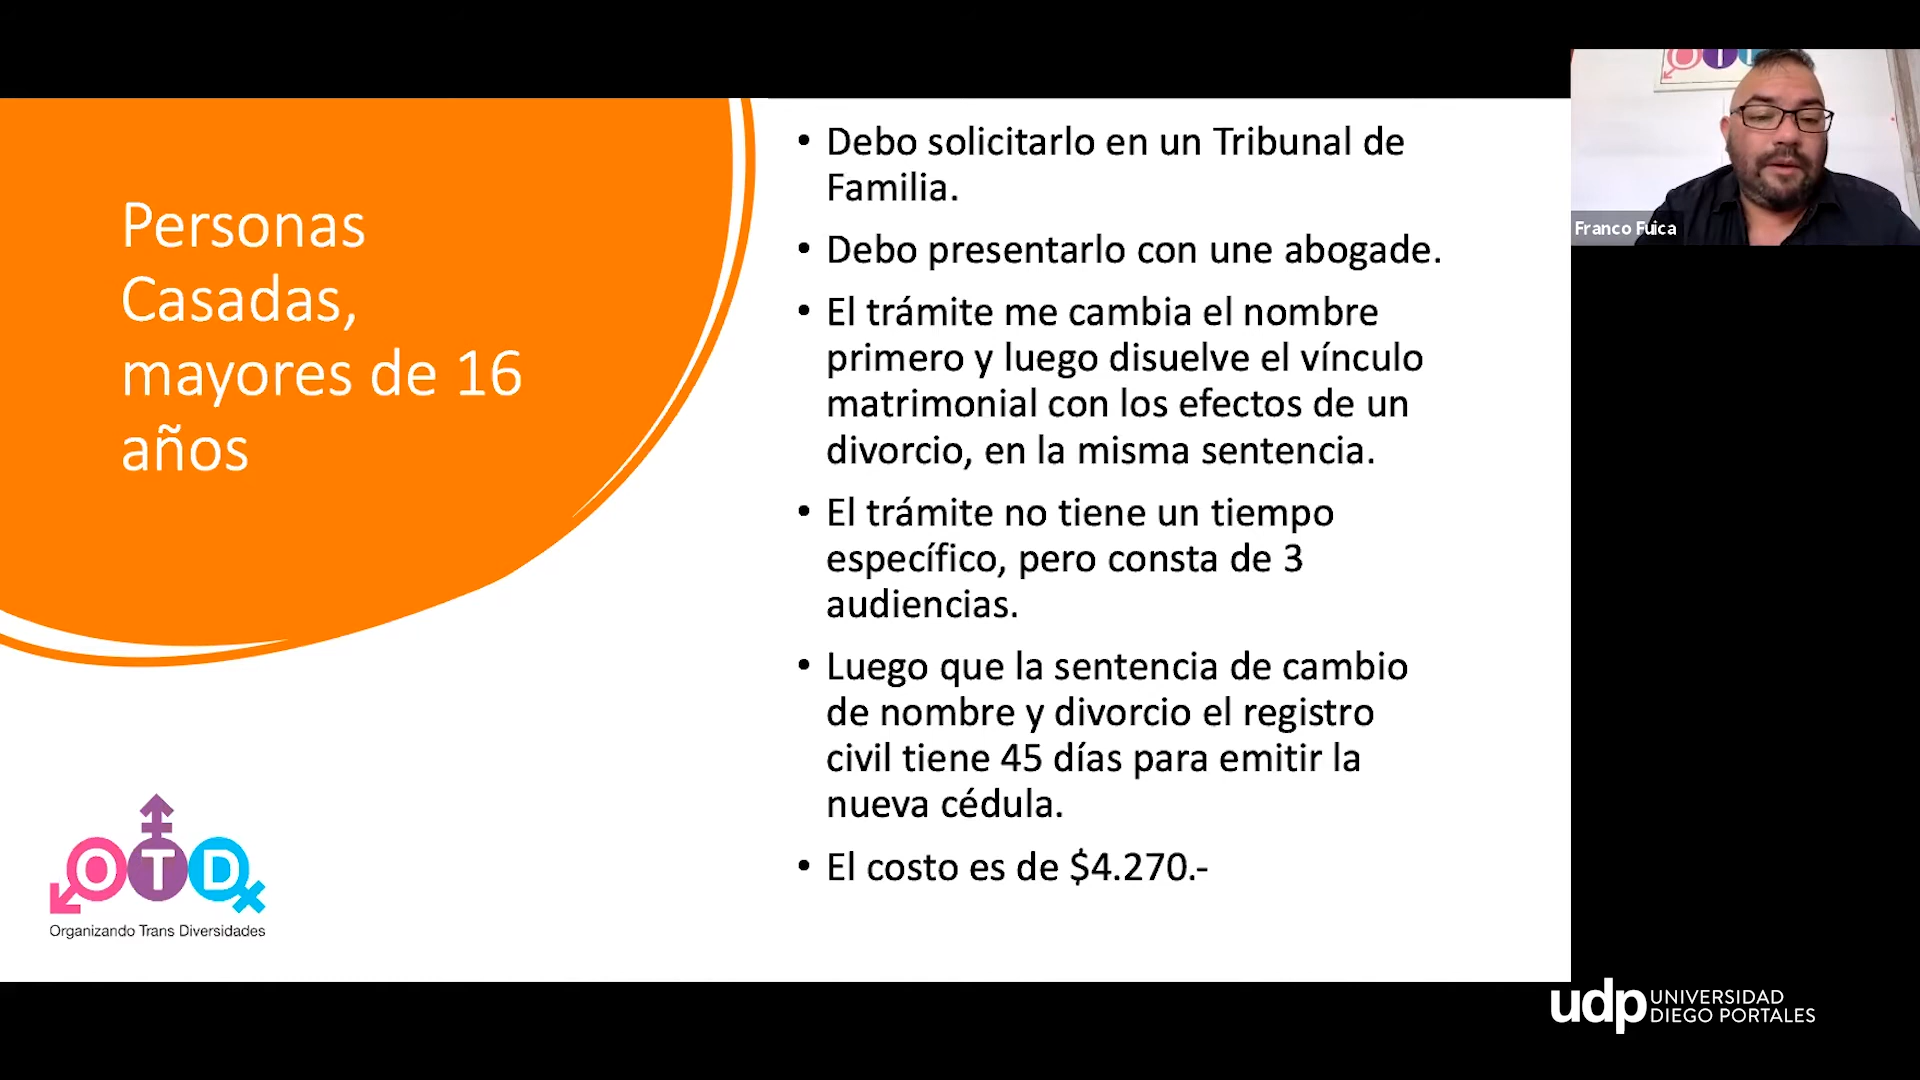 Personas
Casadas,
mayores de 16
años
• Debo solicitarlo en un Tribunal de
Familia.
• Debo presentarlo con une abogade.
• El trámite me cambia el nombre
primero y luego disuelve el vínculo
matrimonial con los efectos de un
divorcio, en la misma sentencia.
• El trámite no tiene un tiempo
específico, pero consta de 3
audiencias.
• Luego que la sentencia de cambio
de nombre y divorcio el registro
civil tiene 45 días para emitir la
nueva cédula.
• El costo es de $4.270.-
OTD
Organizando Trans Diversidades
Franco Fuica
udp UNIVERSIDAD
DIEGO PORTALES